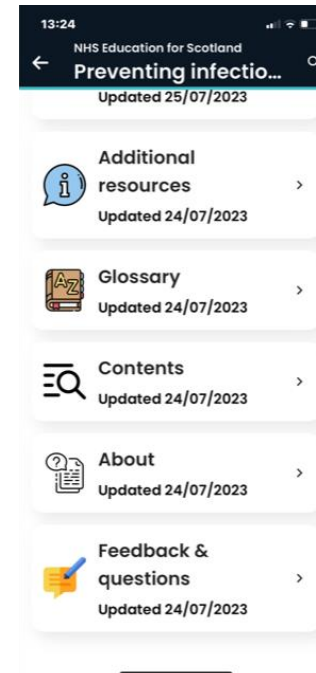 13:24
NHS Education for Scotland
Preventing infectio...
Updated 25/07/2023
Additional
resources
Updated 24/07/2023
AZ
Glossary
Updated 24/07/2023
Contents
Updated 24/07/2023
About
Updated 24/07/2023
Feedback &
questions
Updated 24/07/2023